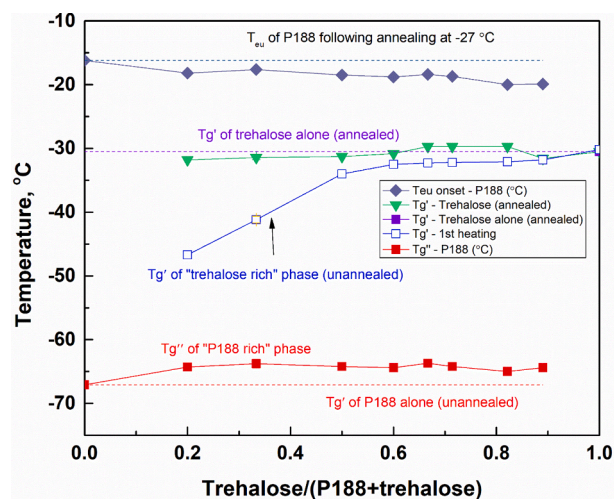 -10
-20
-30
-40
-50
-60
-70
Temperature, °C
T_eu of P188 following annealing at -27 °C
Tg' of trehalose alone (annealed)
Teu onset - P188 (°C)
Tg' - Trehalose (annealed)
Tg' - Trehalose alone (annealed)
Tg' - 1st heating
Tg'' - P188 (°C)
Tg' of "trehalose rich" phase (unannealed)
Tg'' of "P188 rich" phase
Tg' of P188 alone (unannealed)
0.0 0.2 0.4 0.6 0.8 1.0
Trehalose/(P188+trehalose)